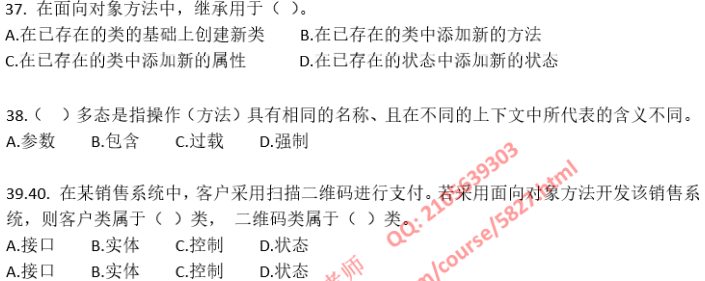 37. 在面向对象方法中，继承用于（ ）。
A.在已存在的类的基础上创建新类 B.在已存在的类中添加新的方法
C.在已存在的类中添加新的属性 D.在已存在的状态中添加新的状态
38.（ ）多态是指操作（方法）具有相同的名称、且在不同的上下文中所代表的含义不同。
A.参数 B.包含 C.过载 D.强制
39.40. 在某销售系统中，客户采用扫描二维码进行支付。若采用面向对象方法开发该销售系
统，则客户类属于（ ）类， 二维码类属于（ ）类。
A.接口 B.实体 C.控制 D.状态
A.接口 B.实体 C.控制 D.状态
老师
QQ: 2105639303
/course/5827.html